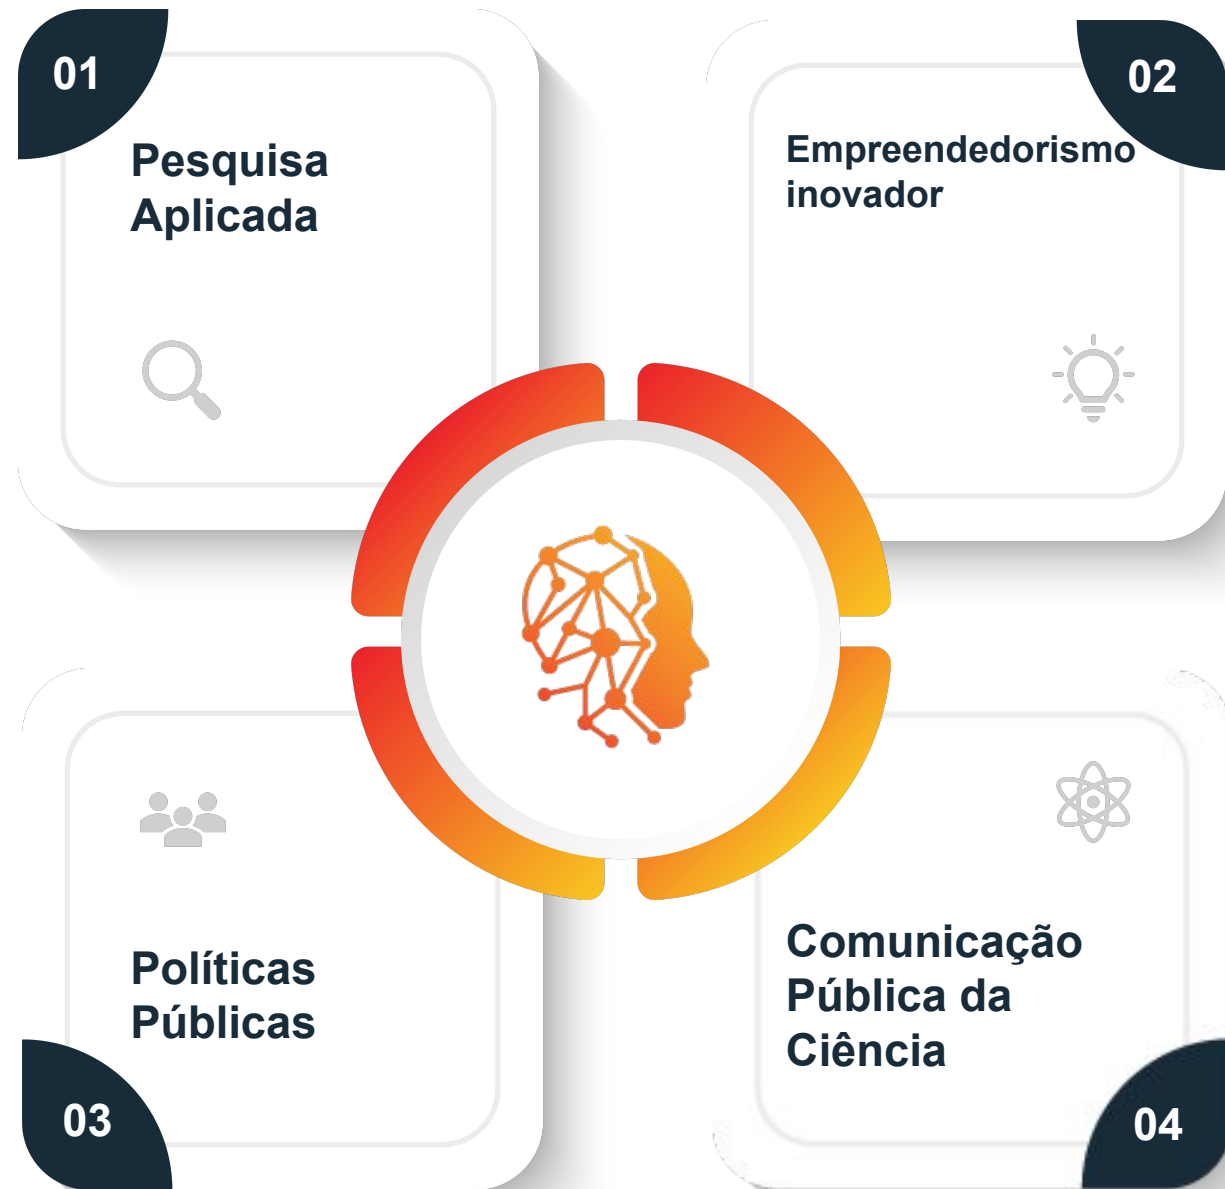 01
Pesquisa
Aplicada
02
Empreendedorismo
inovador
Políticas
Públicas
03
Comunicação
Pública da
Ciência
04